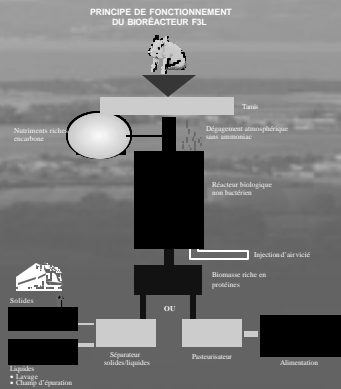 PRINCIPE DE FONCTIONNEMENT
DU BIORÉACTEUR F3L
Tamis
Nutriments riches
en carbone
Dégagement atmosphérique
sans ammoniac
Réacteur biologique
non bactérien
Injection d'air vicié
Biomasse riche en
protéines
Solides
OU
Liquides
• Lavage
• Champ d'épuration
Séparateur
solides-liquides
Pasteurisateur
Alimentation